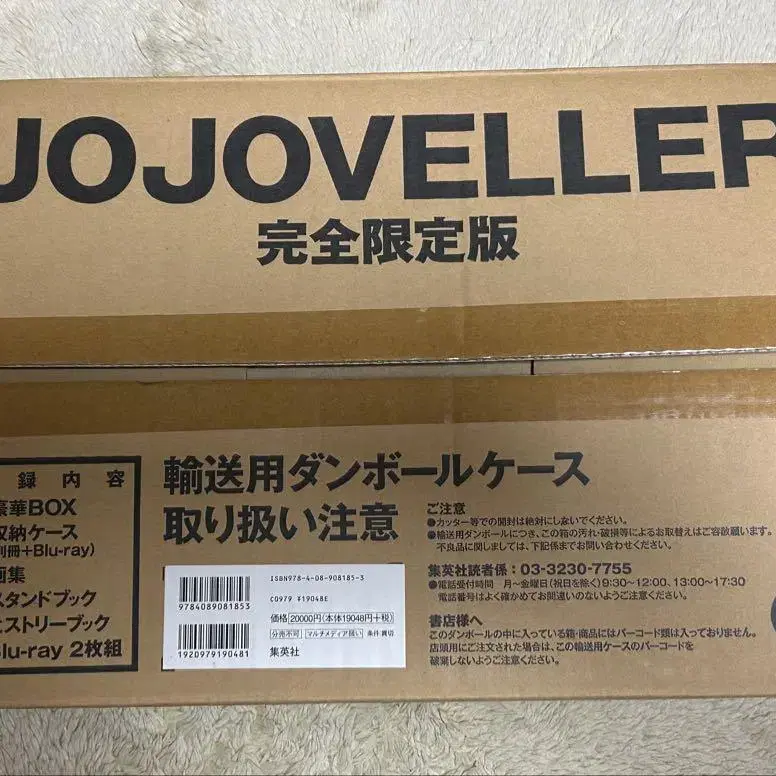 JOJOVELLER
完全限定版
録内容
豪華BOX
収納ケース
別冊+Blu-ray)
画集
スタンドブック
ヒストリーブック
Blu-ray 2枚組
輸送用ダンボールケース
取り扱い注意
ISBN978-4-08-908185-3
9784089081853
C0979 ¥19048E
価格 20000円(本体19048円+税)
分売不可 マルチメディア扱い 条件 買切
1920979190481
集英社
ご注意
●カッター等での開封は絶対にしないでください。
●輸送用ダンボールにつき、この箱の汚れ・破損等によるお取替えはご容赦願います。
不良品に関しましては、下記係までお問い合わせください。
集英社読者係:03-3230-7755
●電話受付時間 月~金曜日(祝日を除く)9:30~12:00、13:00~17:30
電話番号はよく確かめてお間違いのないようにおかけください。
書店様へ
このダンボールの中に入っている箱・商品にはバーコード類は入っておりません。
店頭用にご注文された場合は、この輸送用ケースのバーコードを
破棄しないようご注意ください。